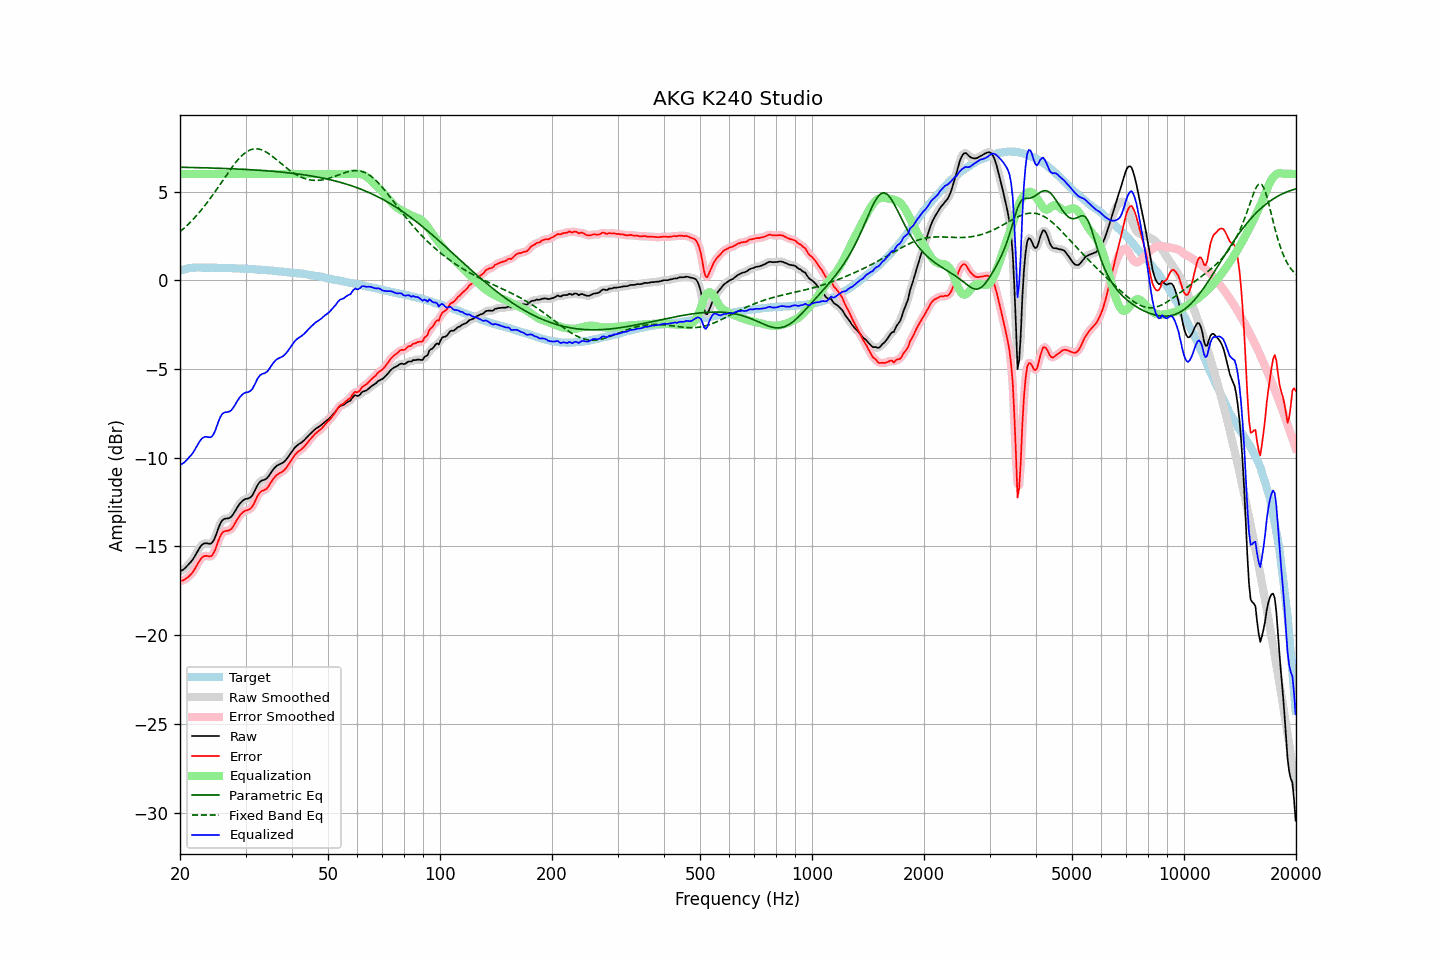 AKG K240 Studio
Amplitude (dBr)
5
0
−5
−10
−15
−20
−25
−30
Target
Raw Smoothed
Error Smoothed
Raw
Error
Equalization
Parametric Eq
Fixed Band Eq
Equalized
20 50 100 200 500 1000 2000 5000 10000 20000
Frequency (Hz)